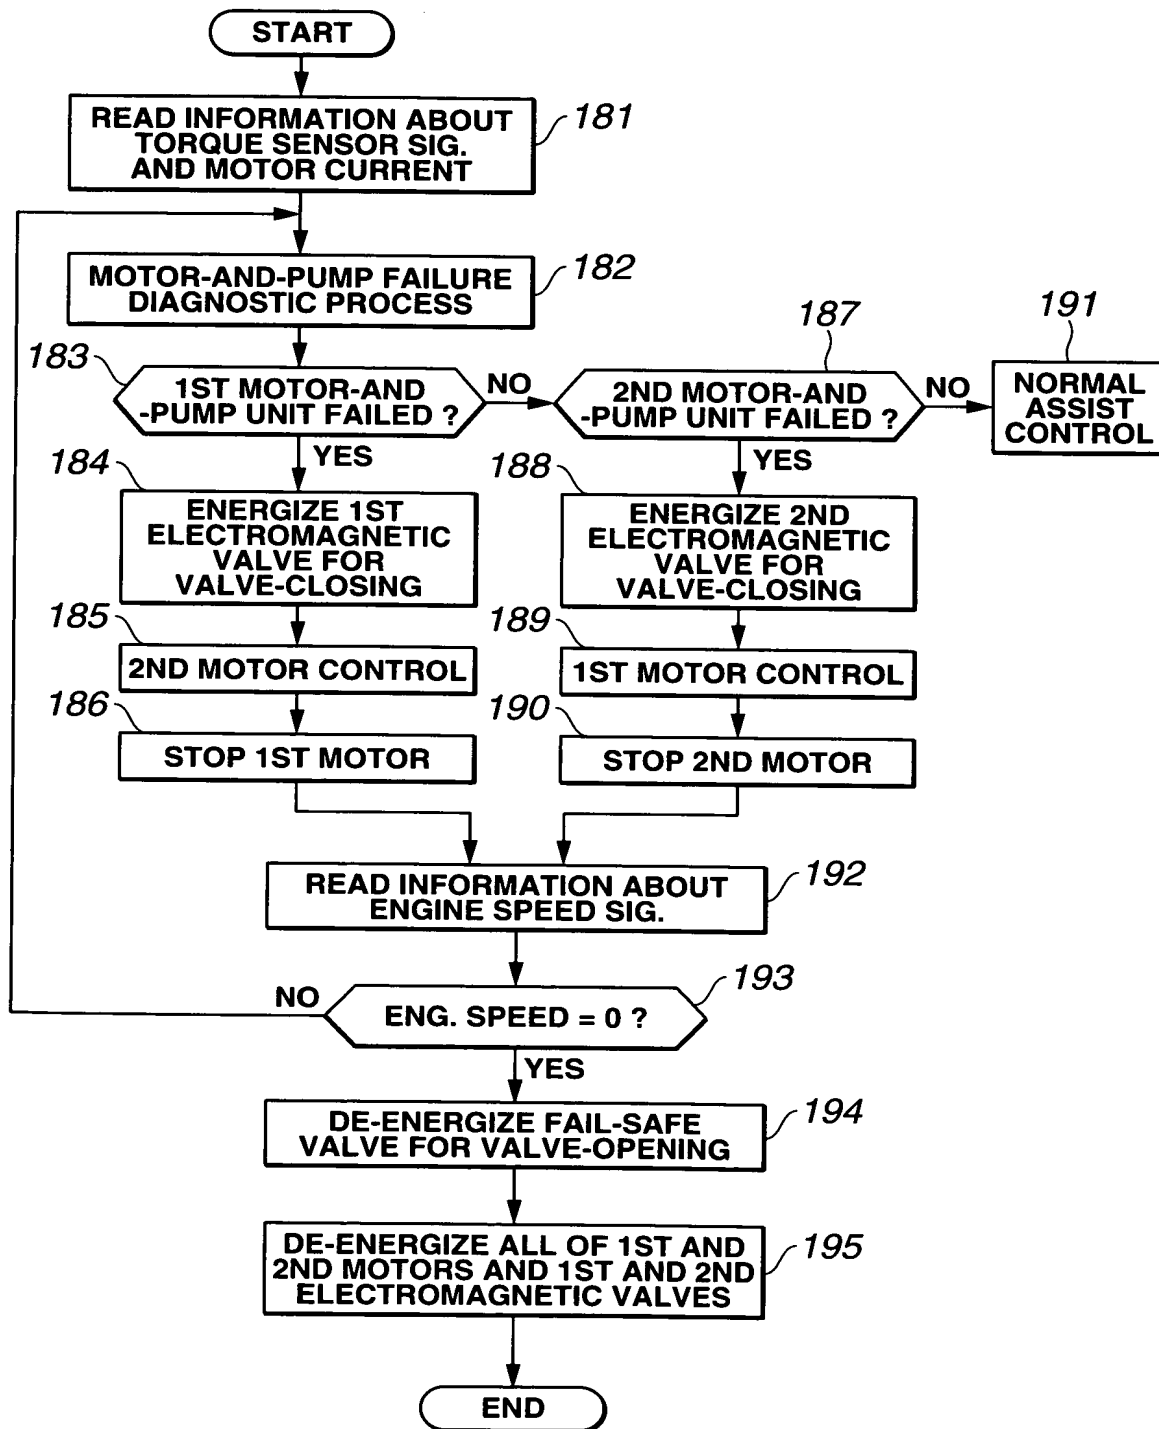 START
READ INFORMATION ABOUT
TORQUE SENSOR SIG.
AND MOTOR CURRENT
181
MOTOR-AND-PUMP FAILURE
DIAGNOSTIC PROCESS
182
183
1ST MOTOR-AND
-PUMP UNIT FAILED ?
NO
YES
187
2ND MOTOR-AND
-PUMP UNIT FAILED ?
NO
YES
191
NORMAL
ASSIST
CONTROL
184
ENERGIZE 1ST
ELECTROMAGNETIC
VALVE FOR
VALVE-CLOSING
188
ENERGIZE 2ND
ELECTROMAGNETIC
VALVE FOR
VALVE-CLOSING
185
2ND MOTOR CONTROL
189
1ST MOTOR CONTROL
186
STOP 1ST MOTOR
190
STOP 2ND MOTOR
READ INFORMATION ABOUT
ENGINE SPEED SIG.
192
193
NO
ENG. SPEED = 0 ?
YES
DE-ENERGIZE FAIL-SAFE
VALVE FOR VALVE-OPENING
194
DE-ENERGIZE ALL OF 1ST AND
2ND MOTORS AND 1ST AND 2ND
ELECTROMAGNETIC VALVES
195
END